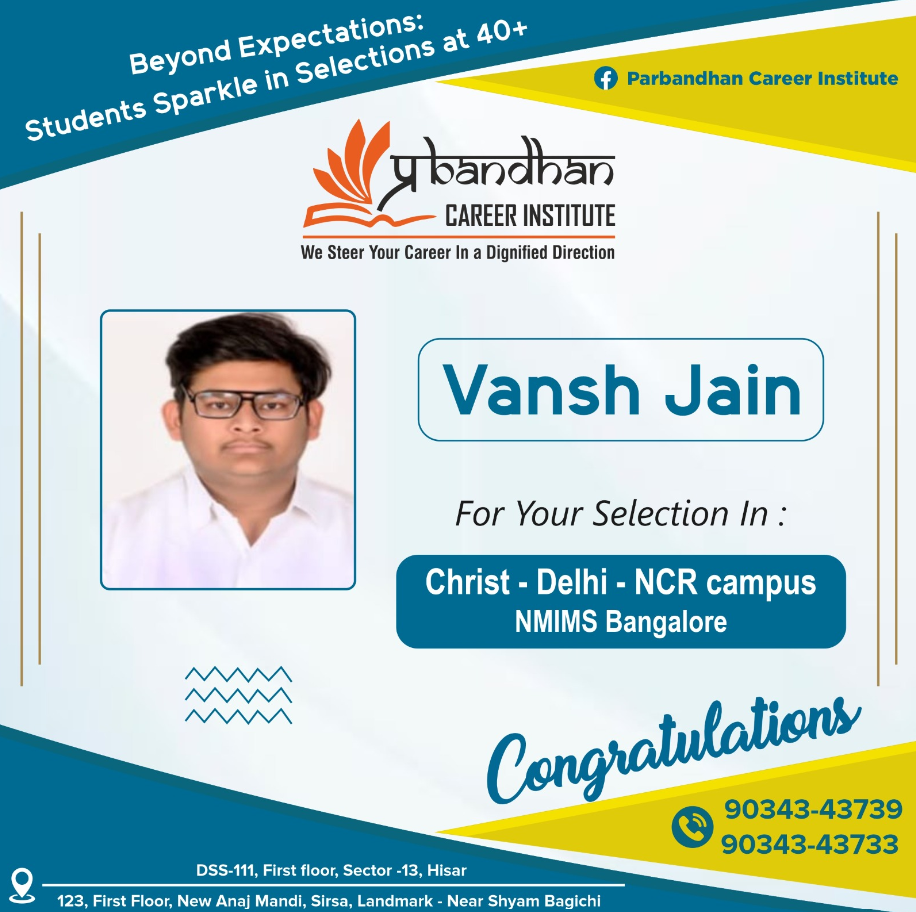 Beyond Expectations:
Students Sparkle in Selections at 40+
Parbandhan Career Institute
प्रbandhan
CAREER INSTITUTE
We Steer Your Career In a Dignified Direction
Vansh Jain
For Your Selection In :
Christ - Delhi - NCR campus
NMIMS Bangalore
Congratulations
90343-43739
90343-43733
DSS-111, First floor, Sector -13, Hisar
123, First Floor, New Anaj Mandi, Sirsa, Landmark - Near Shyam Bagichi